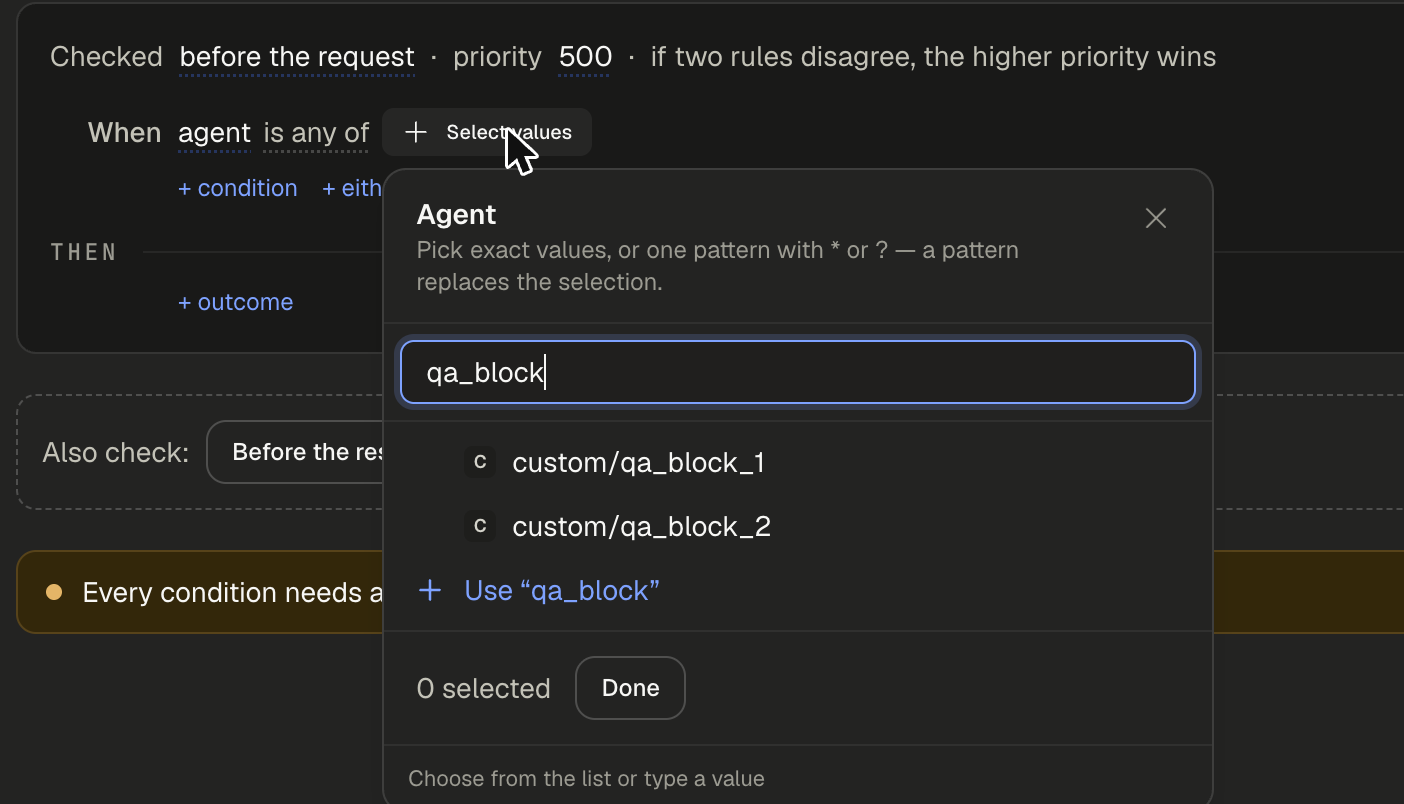 Checked before the request · priority 500 · if two rules disagree, the higher priority wins
When agent is any of + Select values
+ condition + eith
Agent
Pick exact values, or one pattern with * or ? — a pattern
replaces the selection.
THEN
+ outcome
qa_block
Also check: Before the res
C custom/qa_block_1
C custom/qa_block_2
Every condition needs a
+ Use “qa_block”
0 selected Done
Choose from the list or type a value